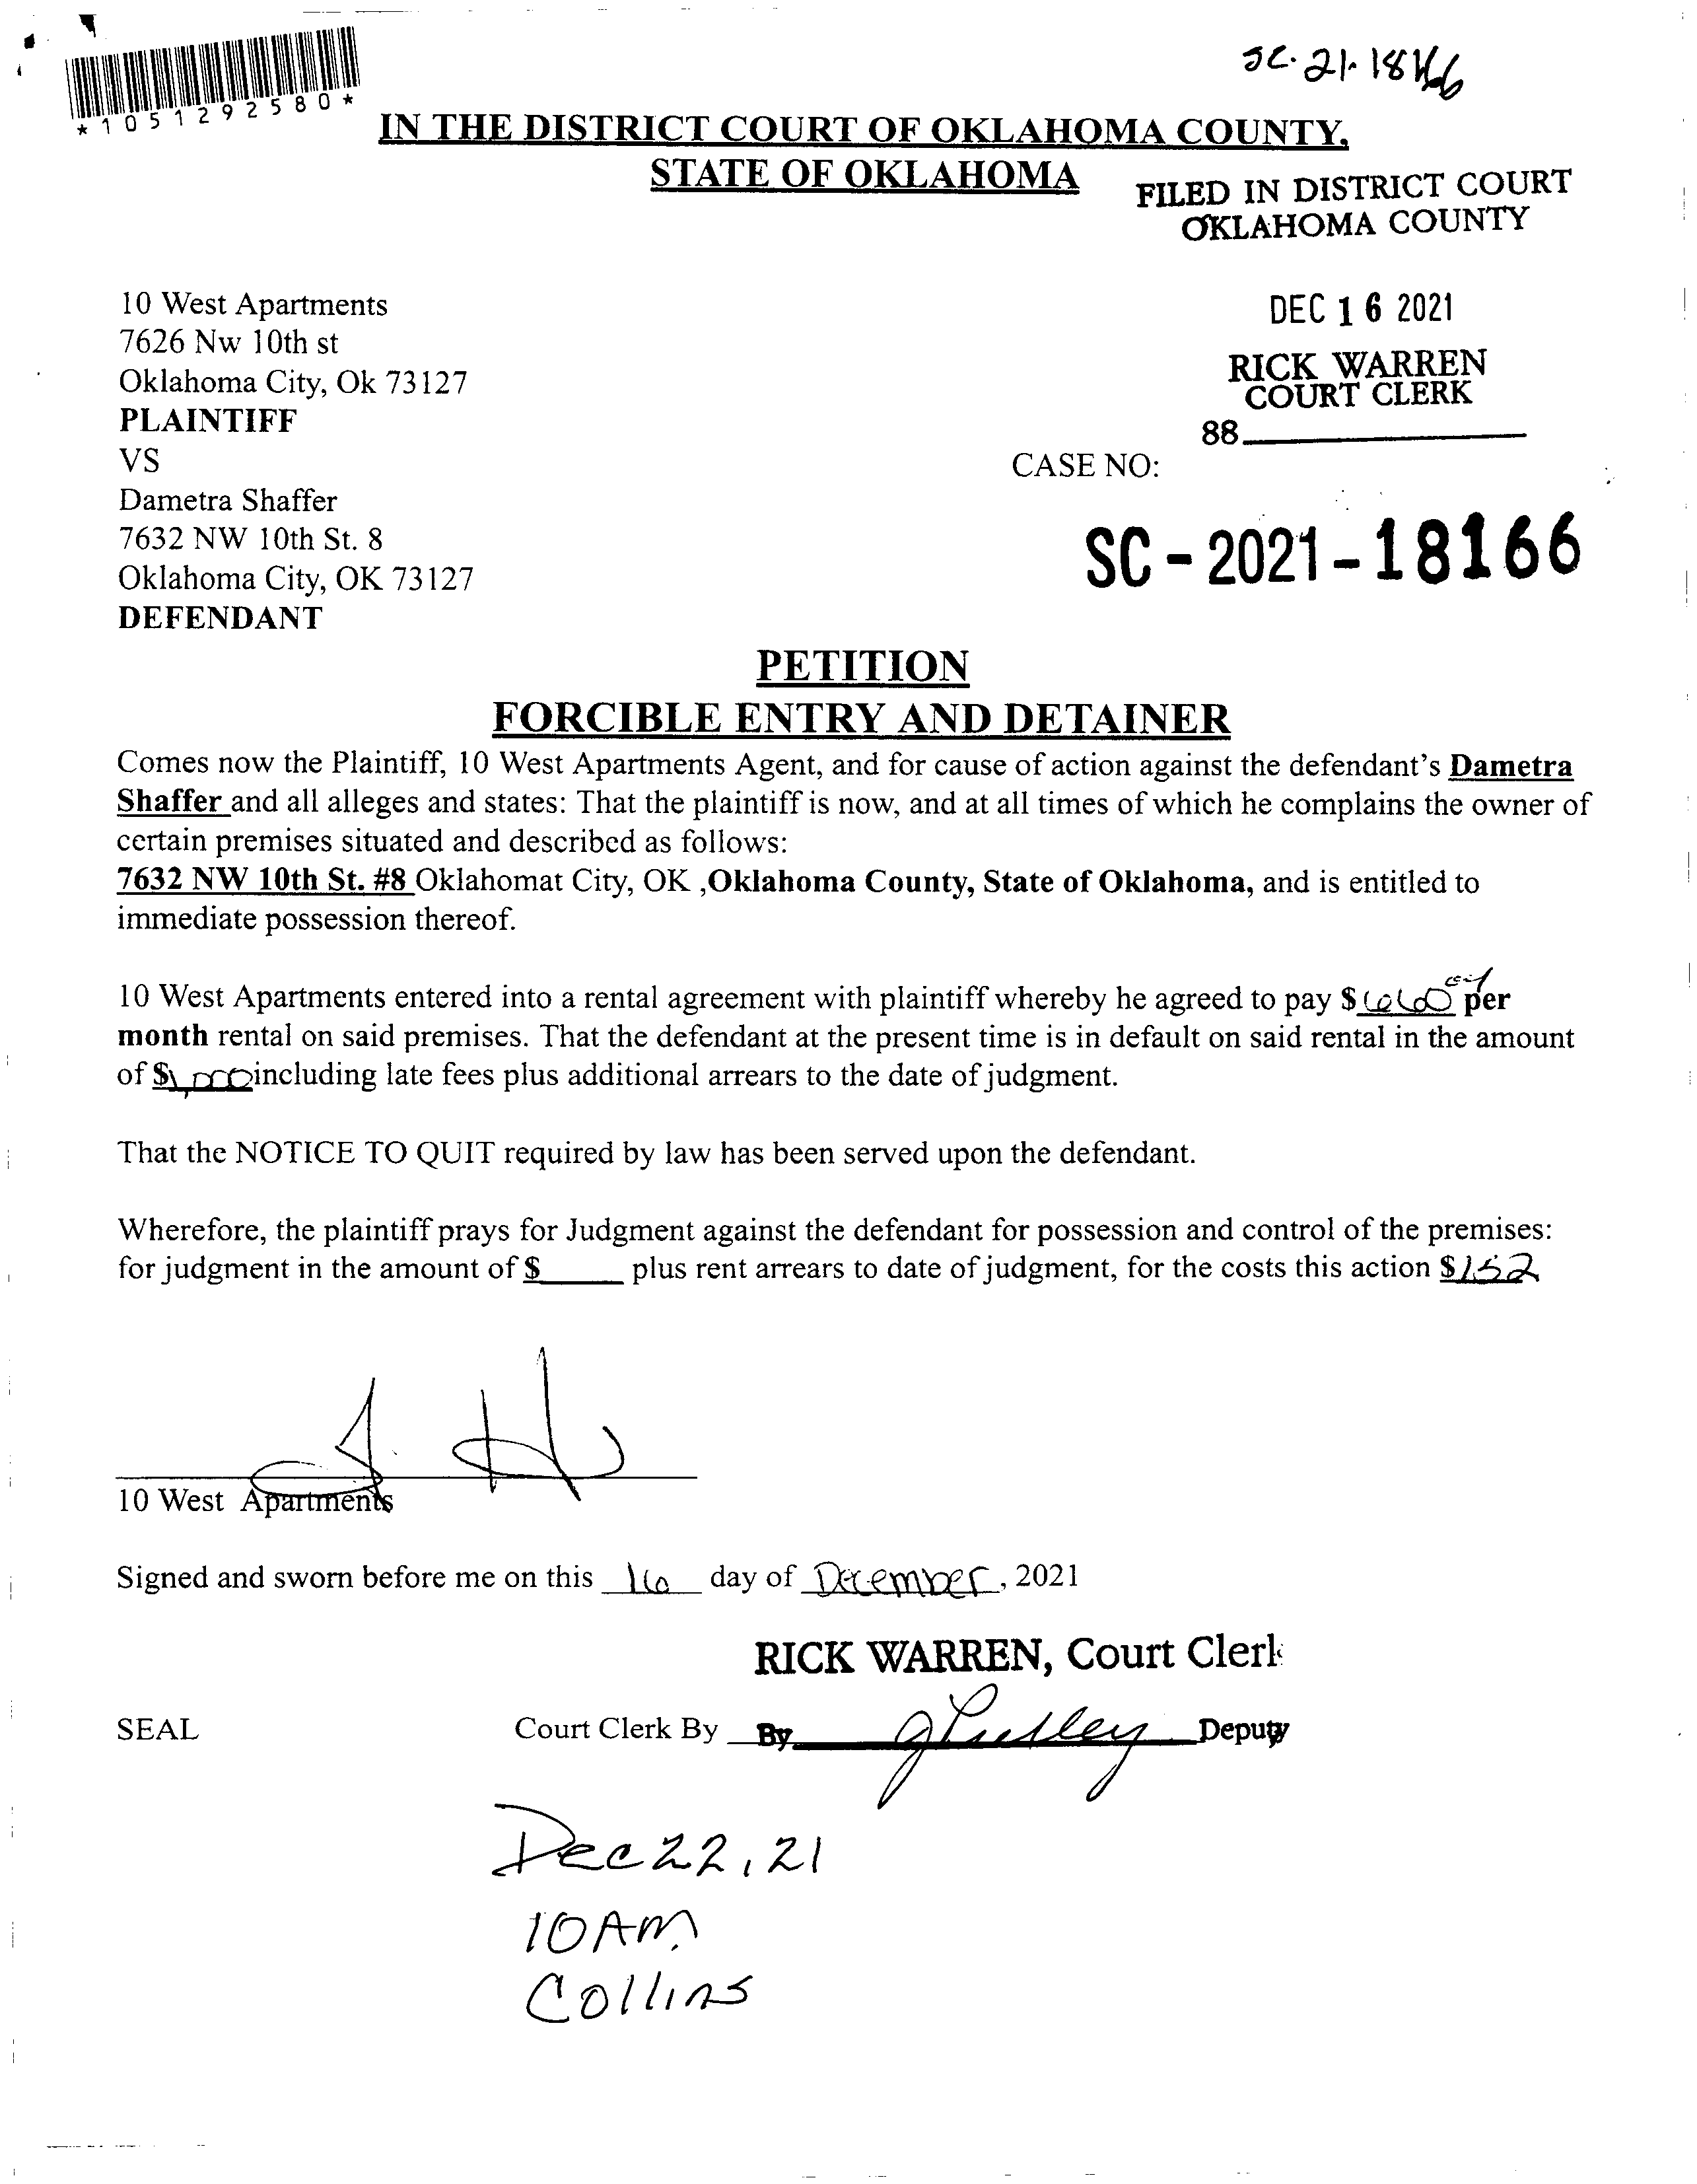 SC-21-18166
*1051292580*
IN THE DISTRICT COURT OF OKLAHOMA COUNTY,
STATE OF OKLAHOMA
FILED IN DISTRICT COURT
OKLAHOMA COUNTY
DEC 16 2021
RICK WARREN
COURT CLERK
88
10 West Apartments
7626 Nw 10th st
Oklahoma City, Ok 73127
PLAINTIFF
VS
Dametra Shaffer
7632 NW 10th St. 8
Oklahoma City, OK 73127
DEFENDANT
CASE NO:
SC-2021-18166
PETITION
FORCIBLE ENTRY AND DETAINER
Comes now the Plaintiff, 10 West Apartments Agent, and for cause of action against the defendant's Dametra
Shaffer and all alleges and states: That the plaintiff is now, and at all times of which he complains the owner of
certain premises situated and described as follows:
7632 NW 10th St. #8 Oklahomat City, OK ,Oklahoma County, State of Oklahoma, and is entitled to
immediate possession thereof.
10 West Apartments entered into a rental agreement with plaintiff whereby he agreed to pay $ per
month rental on said premises. That the defendant at the present time is in default on said rental in the amount
of $ including late fees plus additional arrears to the date of judgment.
That the NOTICE TO QUIT required by law has been served upon the defendant.
Wherefore, the plaintiff prays for Judgment against the defendant for possession and control of the premises:
for judgment in the amount of $_____ plus rent arrears to date of judgment, for the costs this action $152
10 West Apartments
Signed and sworn before me on this 16 day of December, 2021
RICK WARREN, Court Clerk
SEAL
Court Clerk By By Deputy
Dec 22, 21
10AM
Collins